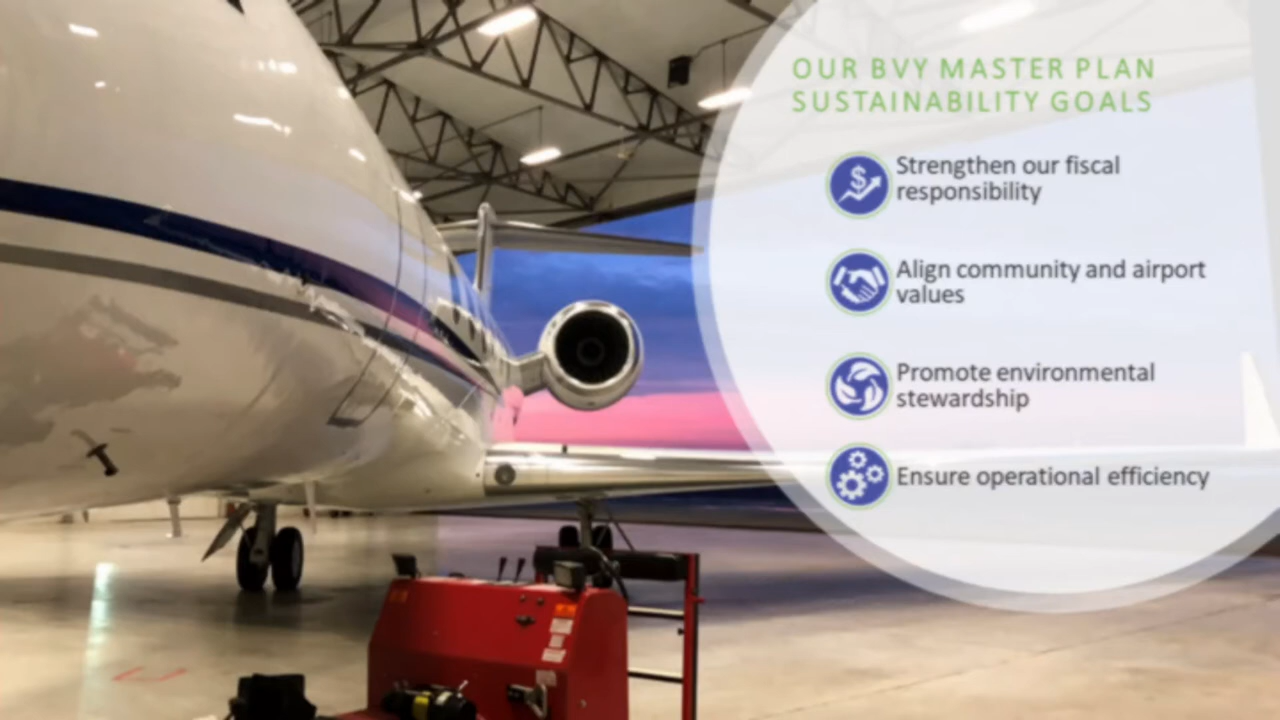 OUR BVY MASTER PLAN
SUSTAINABILITY GOALS
Strengthen our fiscal
responsibility
Align community and airport
values
Promote environmental
stewardship
Ensure operational efficiency